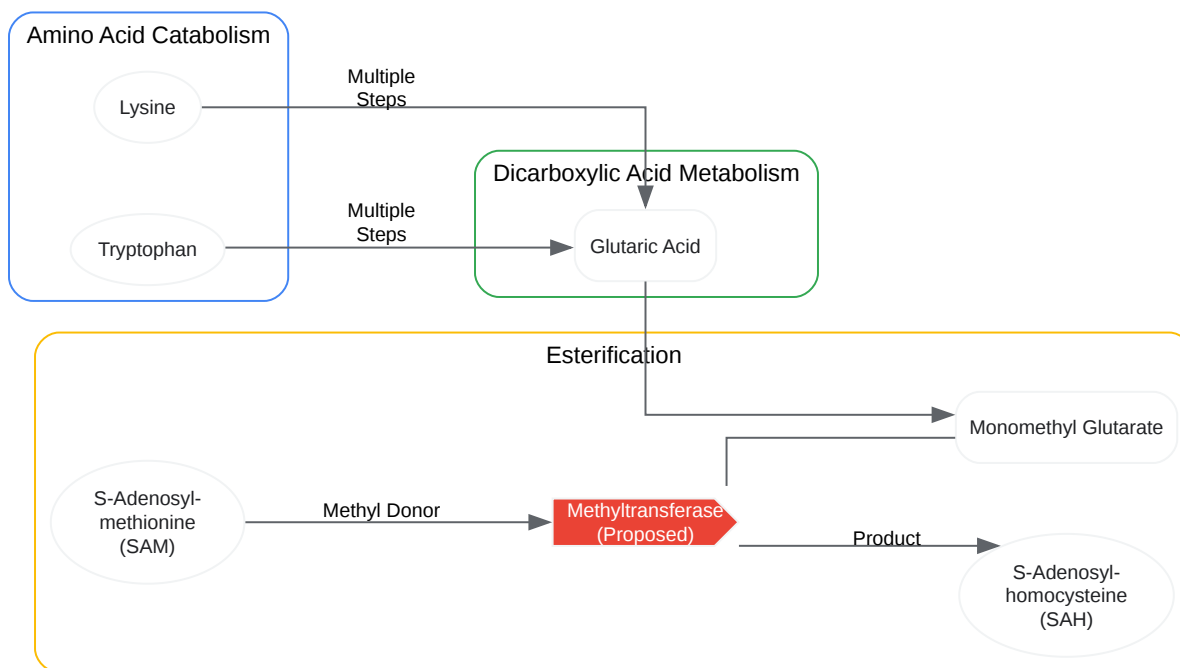 Amino Acid Catabolism
Lysine
Multiple
Steps
Dicarboxylic Acid Metabolism
Tryptophan
Multiple
Steps
Glutaric Acid
Esterification
Monomethyl Glutarate
S-Adenosyl-
methionine
(SAM)
Methyl Donor
Methyltransferase
(Proposed)
Product
S-Adenosyl-
homocysteine
(SAH)